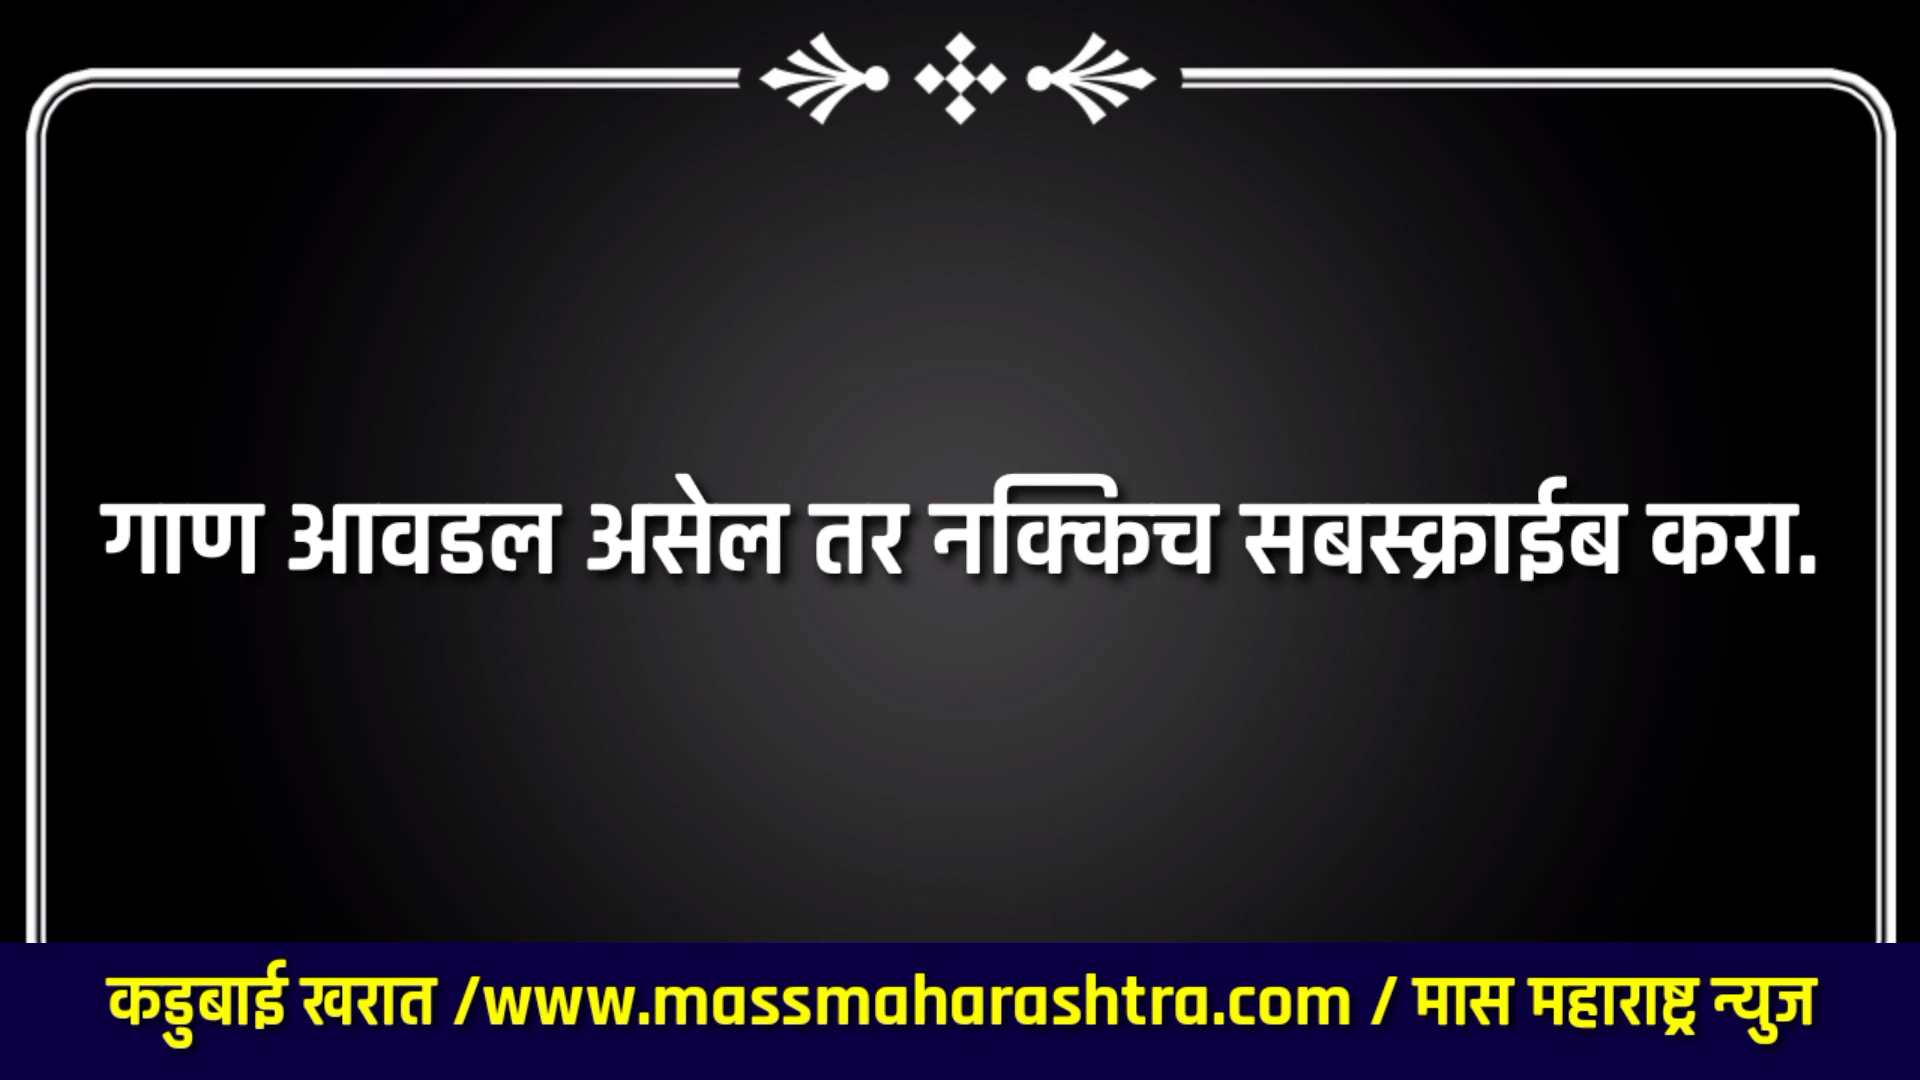 गाण आवडल असेल तर नक्किच सबस्क्राईब करा.
कडुबाई खरात /www.massmaharashtra.com / मास महाराष्ट्र न्युज